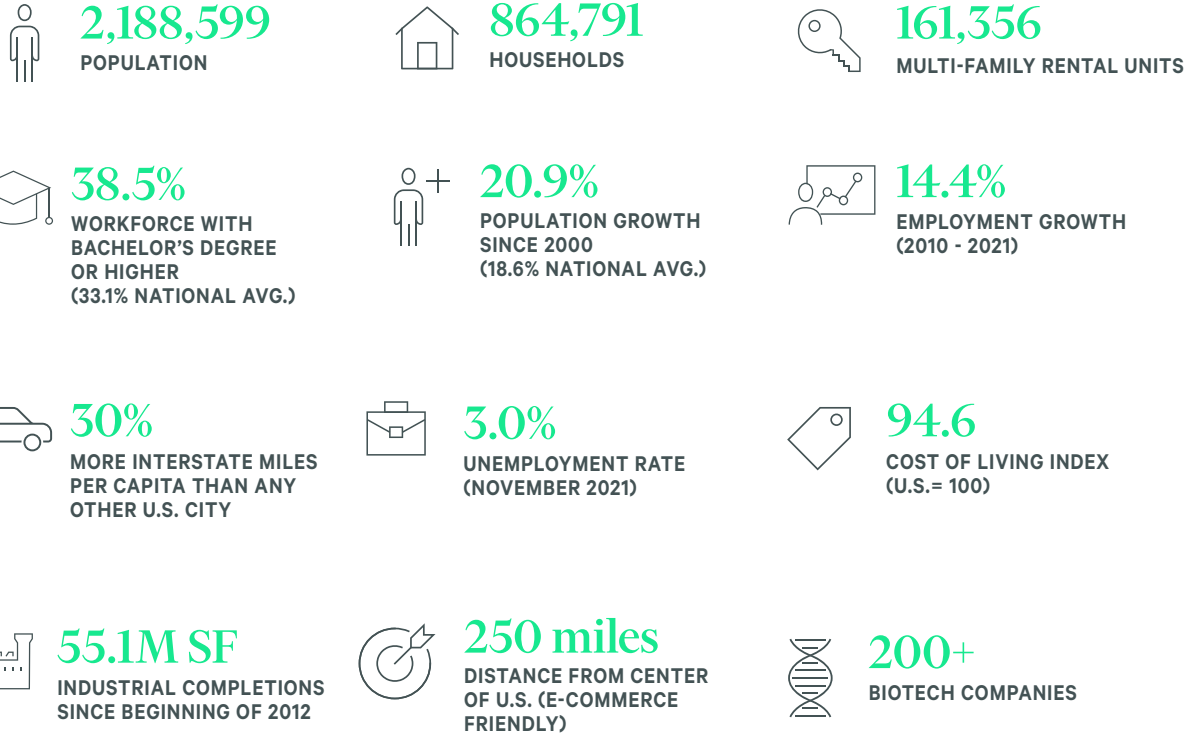 2,188,599
POPULATION
864,791
HOUSEHOLDS
161,356
MULTI-FAMILY RENTAL UNITS
38.5%
WORKFORCE WITH
BACHELOR’S DEGREE
OR HIGHER
(33.1% NATIONAL AVG.)
20.9%
POPULATION GROWTH
SINCE 2000
(18.6% NATIONAL AVG.)
14.4%
EMPLOYMENT GROWTH
(2010 - 2021)
30%
MORE INTERSTATE MILES
PER CAPITA THAN ANY
OTHER U.S. CITY
3.0%
UNEMPLOYMENT RATE
(NOVEMBER 2021)
94.6
COST OF LIVING INDEX
(U.S.= 100)
55.1M SF
INDUSTRIAL COMPLETIONS
SINCE BEGINNING OF 2012
250 miles
DISTANCE FROM CENTER
OF U.S. (E-COMMERCE
FRIENDLY)
200+
BIOTECH COMPANIES